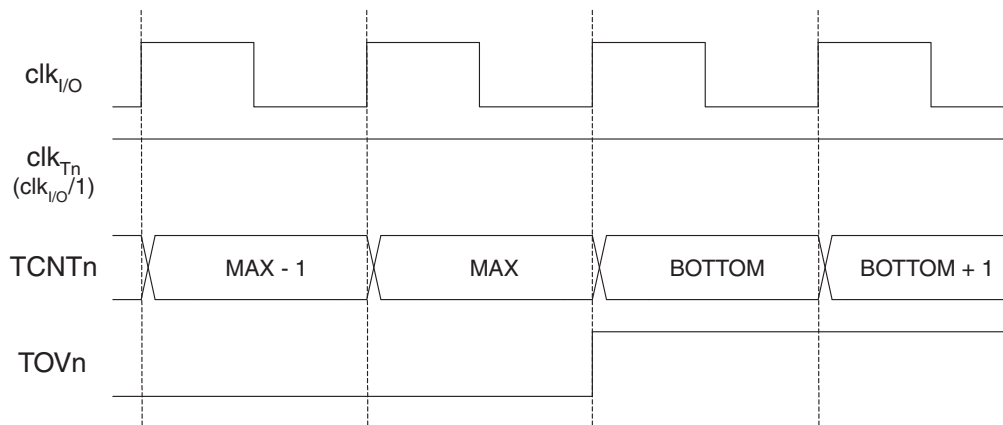 clkI/O
clkTn
(clkI/O/1)
TCNTn MAX - 1 MAX BOTTOM BOTTOM + 1
TOVn